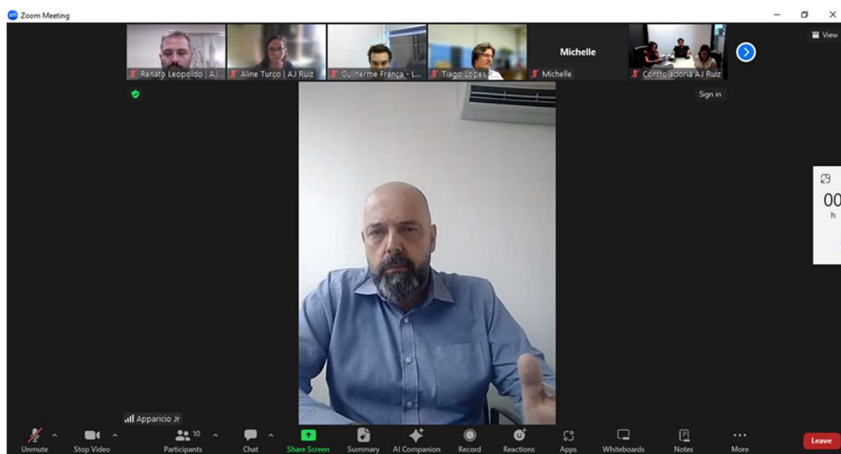 Zoom Meeting
View
Michelle
Renato Leopoldo | AJ...
Aline Turco | AJ Ruiz
Guilherme França - L...
Tiago Lopes
Michelle
Controladoria AJ Ruiz
Sign in
00
h
Apparicio Jr
10
Unmute
Stop Video
Participants
Chat
Share Screen
Summary
AI Companion
Record
Reactions
Apps
Whiteboards
Notes
More
Leave